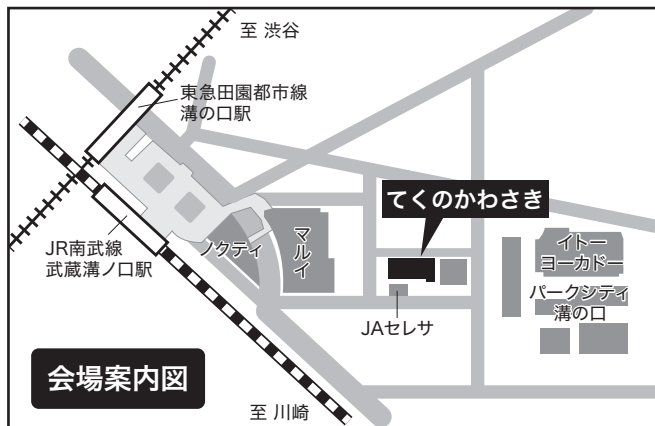 至 渋谷
東急田園都市線
溝の口駅
てくのかわさき
JR南武線
武蔵溝ノ口駅
ノクティ
マルイ
イトー
ヨーカドー
パークシティ
溝の口
JAセレサ
会場案内図
至 川崎